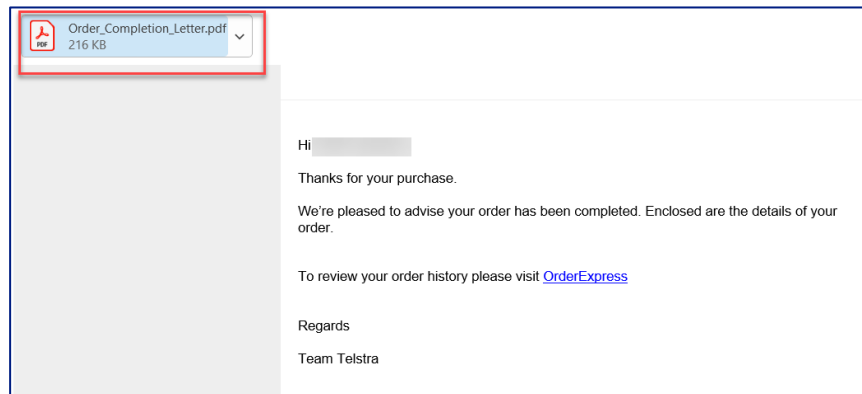 Order_Completion_Letter.pdf
PDF
216 KB
Hi
Thanks for your purchase.
We're pleased to advise your order has been completed. Enclosed are the details of your
order.
To review your order history please visit OrderExpress
Regards
Team Telstra